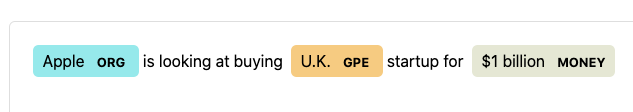 Apple ORG is looking at buying U.K. GPE startup for $1 billion MONEY